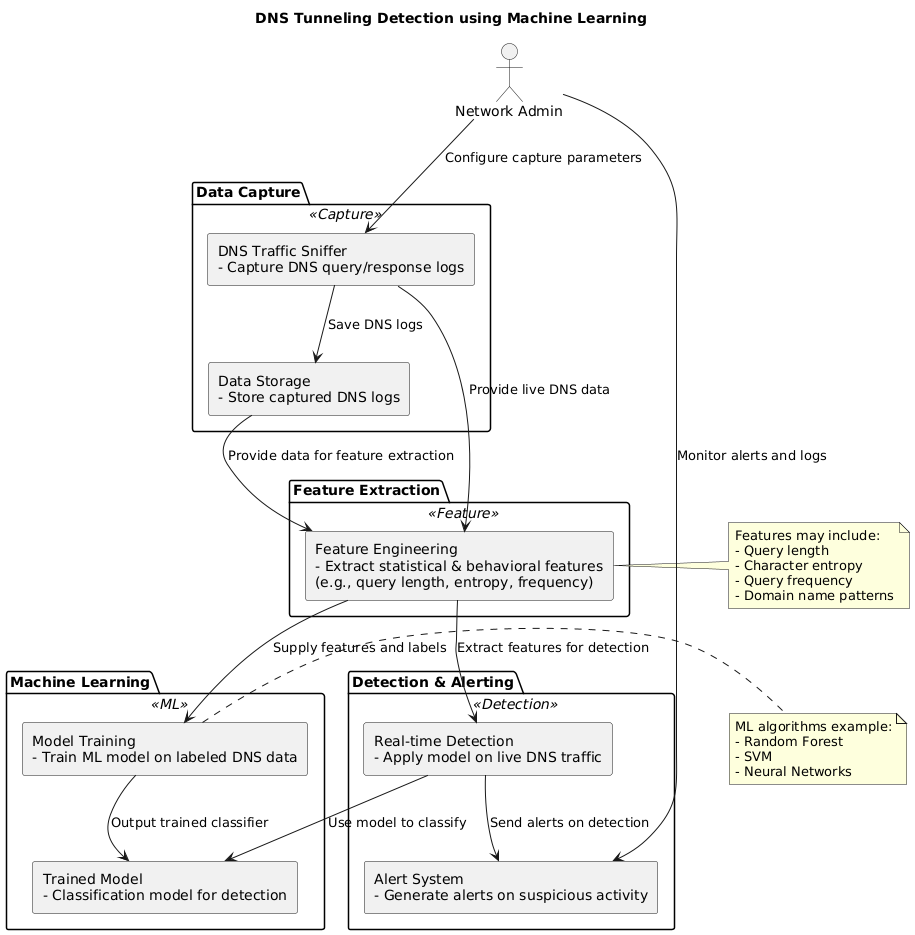 DNS Tunneling Detection using Machine Learning
Network Admin
Configure capture parameters
Data Capture
«Capture»
DNS Traffic Sniffer
- Capture DNS query/response logs
Save DNS logs
Data Storage
- Store captured DNS logs
Provide live DNS data
Provide data for feature extraction
Monitor alerts and logs
Feature Extraction
«Feature»
Feature Engineering
- Extract statistical & behavioral features
(e.g., query length, entropy, frequency)
Features may include:
- Query length
- Character entropy
- Query frequency
- Domain name patterns
Supply features and labels
Extract features for detection
Machine Learning
«ML»
Model Training
- Train ML model on labeled DNS data
Output trained classifier
Trained Model
- Classification model for detection
Detection & Alerting
«Detection»
Real-time Detection
- Apply model on live DNS traffic
Use model to classify
Send alerts on detection
Alert System
- Generate alerts on suspicious activity
ML algorithms example:
- Random Forest
- SVM
- Neural Networks